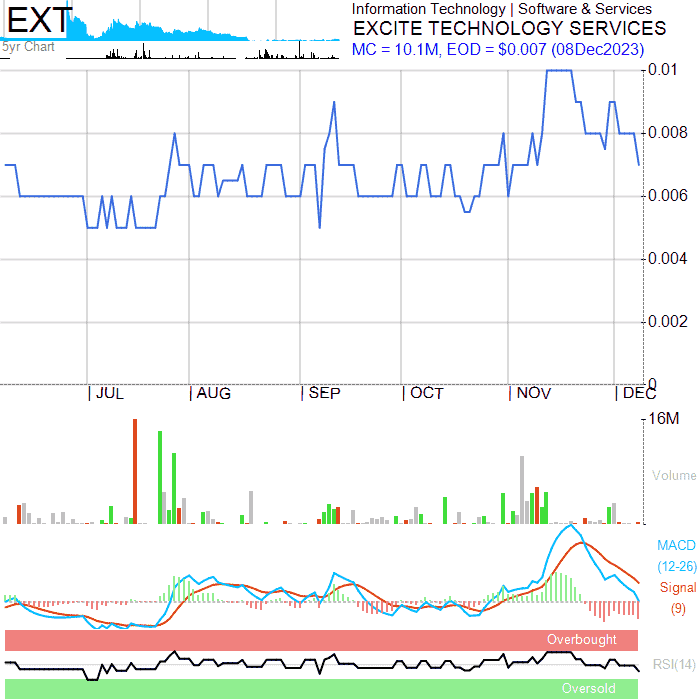 EXT
5yr Chart
Information Technology | Software & Services
EXCITE TECHNOLOGY SERVICES
MC = 10.1M, EOD = $0.007 (08Dec2023)
0.01
0.008
0.006
0.004
0.002
0
JUL AUG SEP OCT NOV DEC
16M
Volume
MACD
(12-26)
Signal
(9)
Overbought
RSI(14)
Oversold